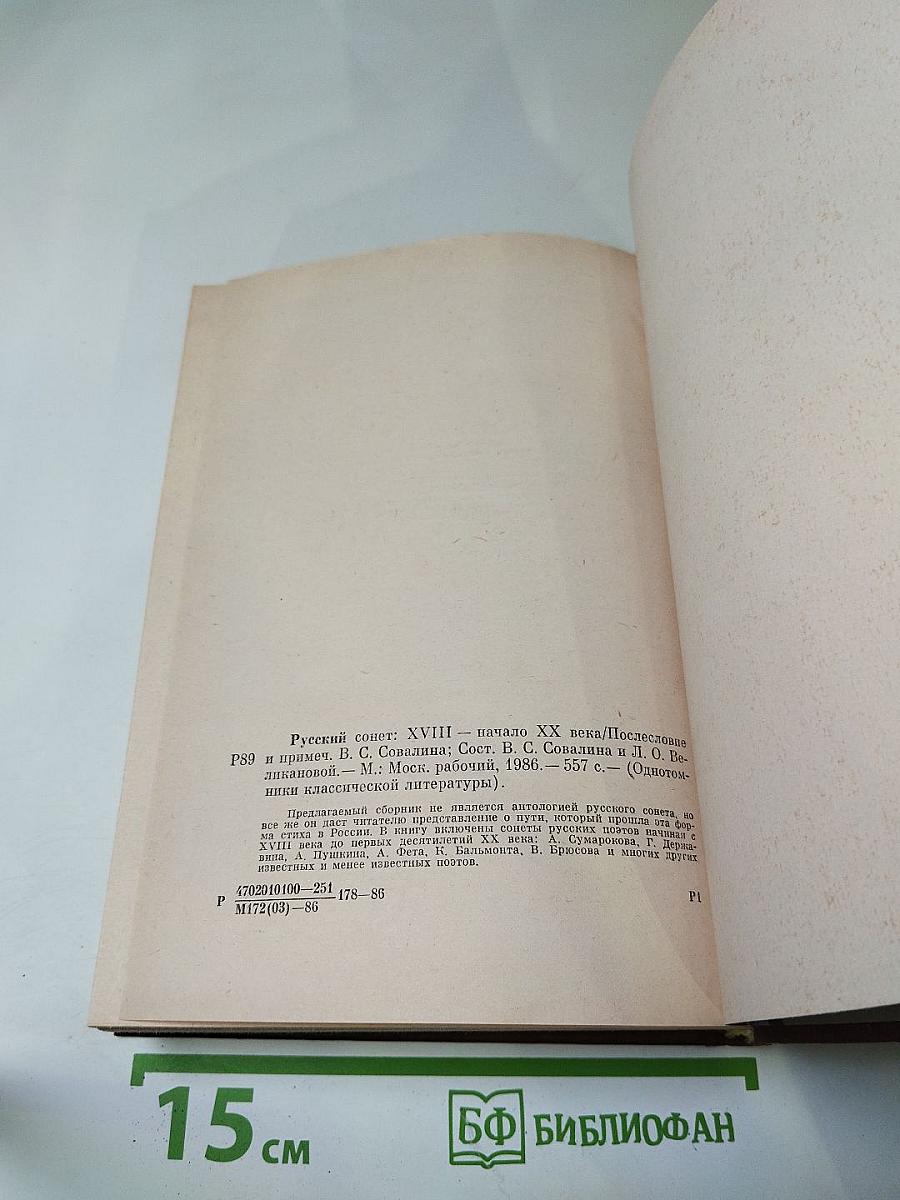 Русский сонет: XVIII — начало XX века/Послесловие
Р89 и примеч. В. С. Совалина; Сост. В. С. Совалина и Л. О. Ве-
ликановой.— М.: Моск. рабочий, 1986.— 557 с.— (Однотом-
ники классической литературы).
Предлагаемый сборник не является антологией русского сонета, но
все же он даст читателю представление о пути, который прошла эта фор-
ма стиха в России. В книгу включены сонеты русских поэтов начиная с
XVIII века до первых десятилетий XX века: А. Сумарокова, Г. Держа-
вина, А. Пушкина, А. Фета, К. Бальмонта, В. Брюсова и многих других
известных и менее известных поэтов.
Р 4702010100—251 178—86 Р1
М172(03)—86
15 см БФ БИБЛИОФАН